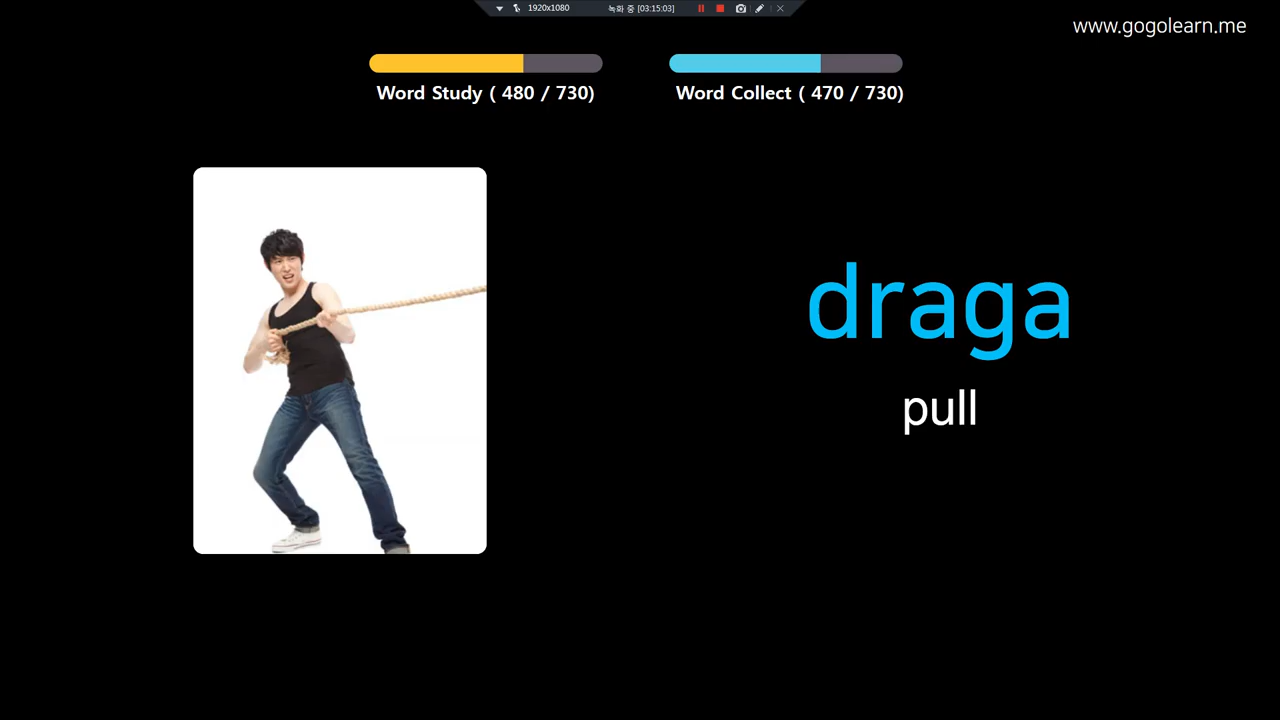 1920x1080 녹화 중 [03:15:03]
www.gogolearn.me
Word Study ( 480 / 730)
Word Collect ( 470 / 730)
draga
pull